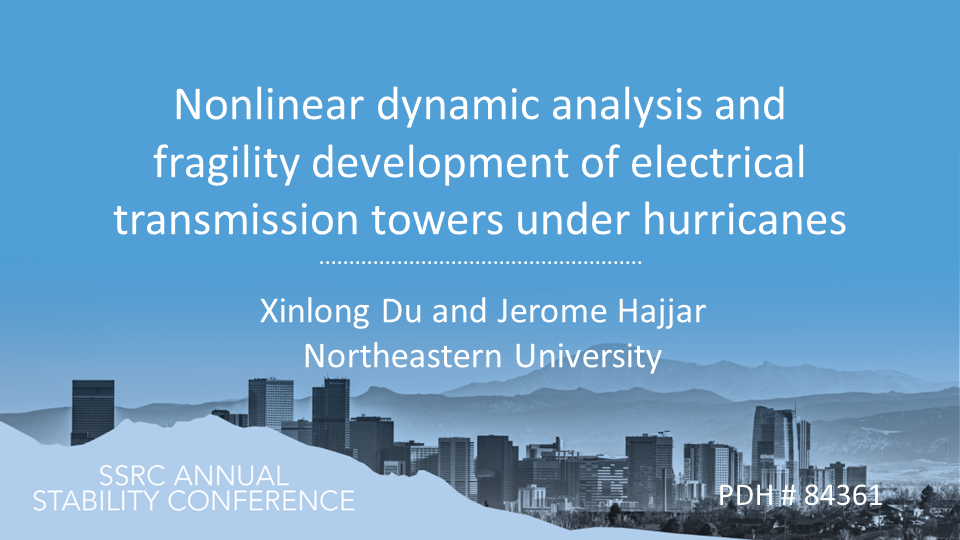 Nonlinear dynamic analysis and
fragility development of electrical
transmission towers under hurricanes
Xinlong Du and Jerome Hajjar
Northeastern University
SSRC ANNUAL
STABILITY CONFERENCE
PDH # 84361